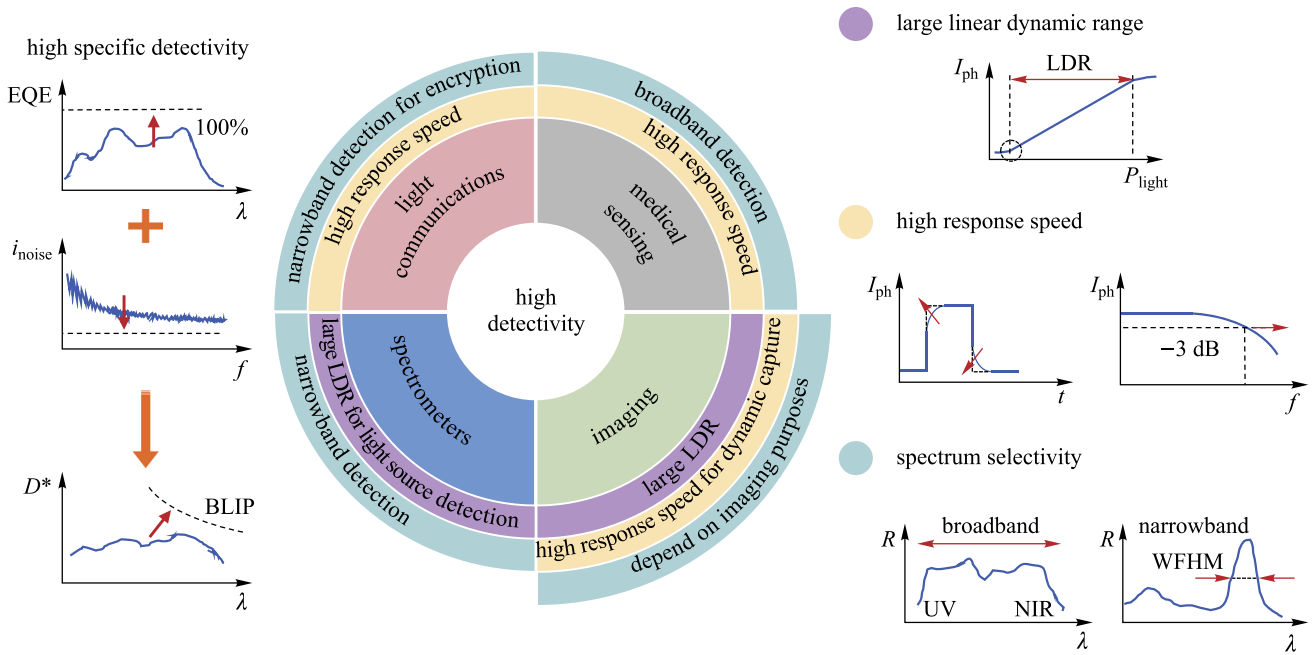 high specific detectivity
EQE
100%
λ
i_noise
f
D*
BLIP
λ
narrowband detection for encryption
high response speed
light
communications
broadband detection
high response speed
medical
sensing
high
detectivity
spectrometers
large LDR for light source detection
narrowband detection
imaging
large LDR
high response speed for dynamic capture
depend on imaging purposes
large linear dynamic range
I_ph
LDR
P_light
high response speed
I_ph
t
I_ph
−3 dB
f
spectrum selectivity
broadband
R
UV
NIR
λ
narrowband
R
WFHM
λ